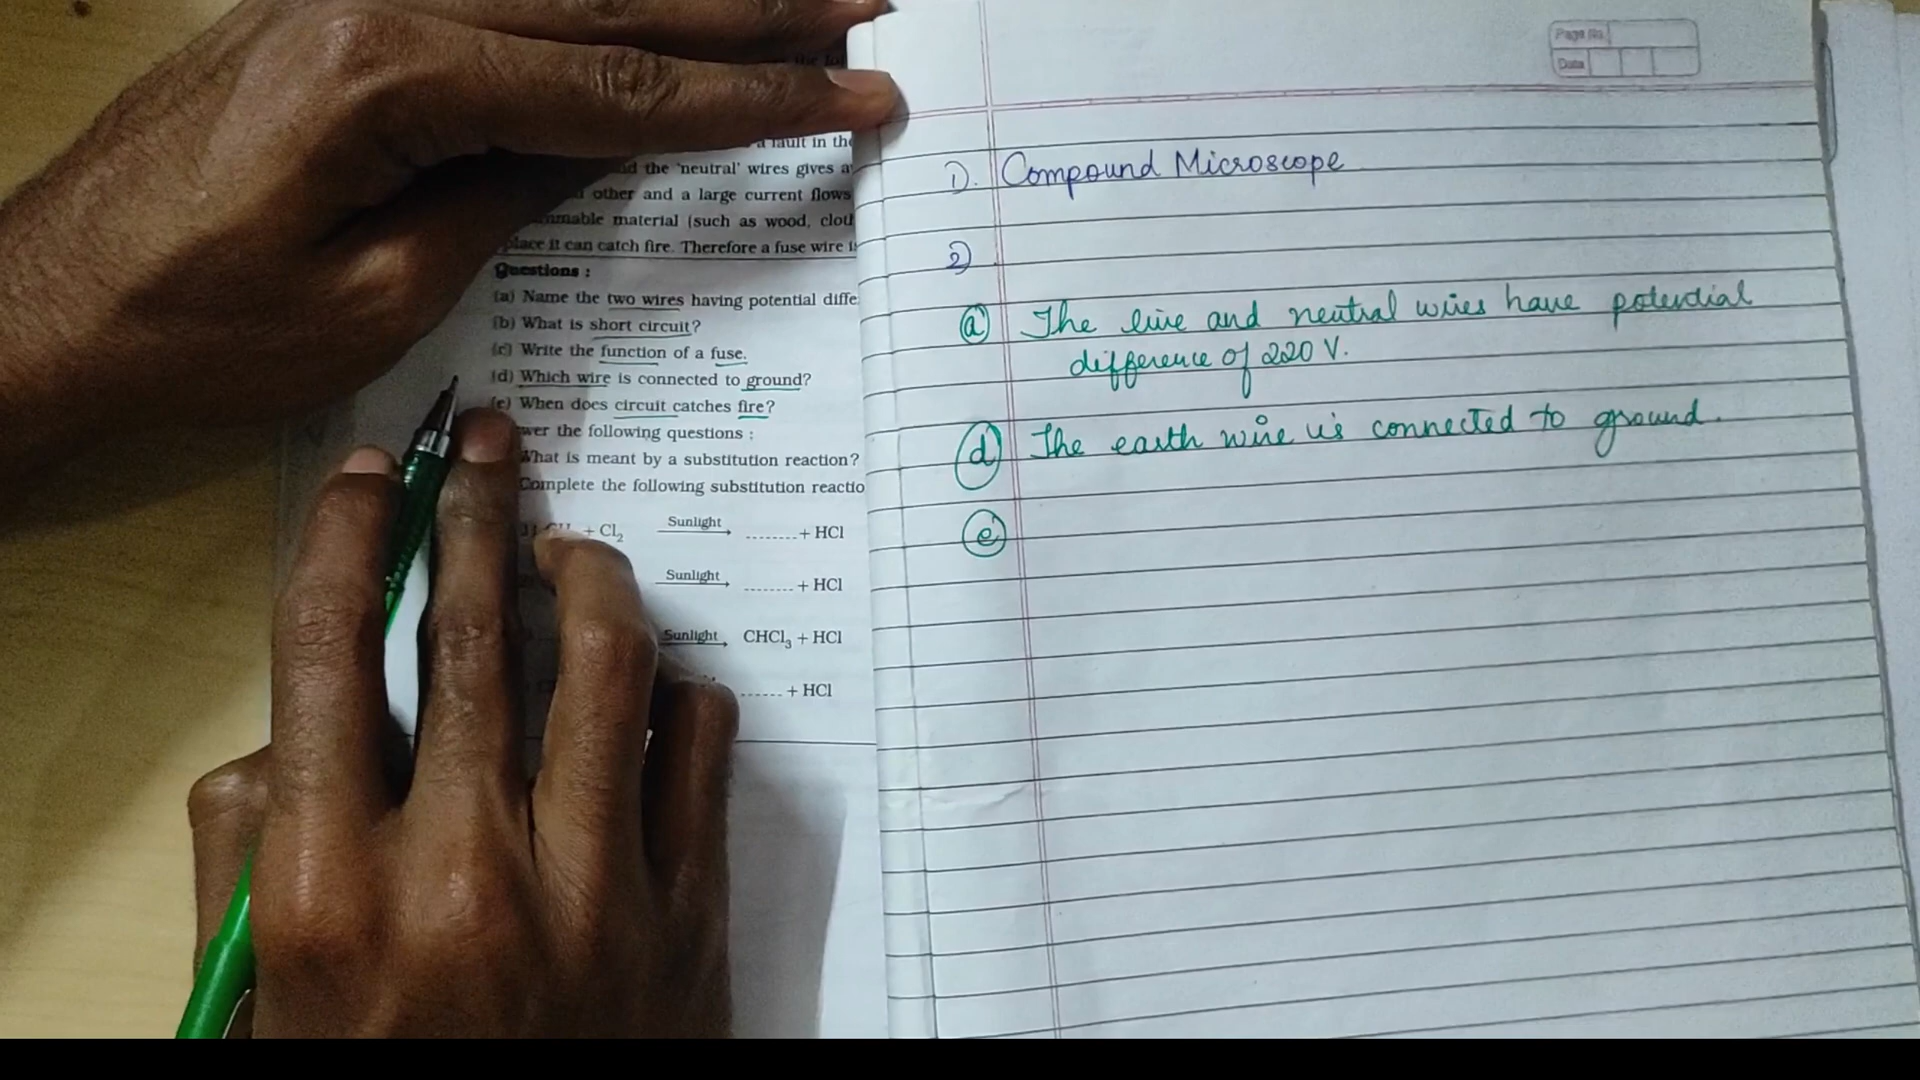 a fault in the
the 'neutral' wires gives
other and a large current flows
material (such as wood,
place it can catch fire. Therefore a fuse wire
Questions :
(a) Name the two wires having potential
(b) What is short circuit?
(c) Write the function of a fuse.
(d) Which wire is connected to ground?
(e) When does circuit catches fire?
the following questions :
What is meant by a substitution reaction?
Complete the following substitution
+ Cl2 Sunlight ........ + HCl
Sunlight ........ + HCl
Sunlight CHCl3 + HCl
...... + HCl
Page No.
Date
1). Compound Microscope
2)
(a) The live and neutral wires have potential
difference of 220 V.
(d) The earth wire is connected to ground.
(e)